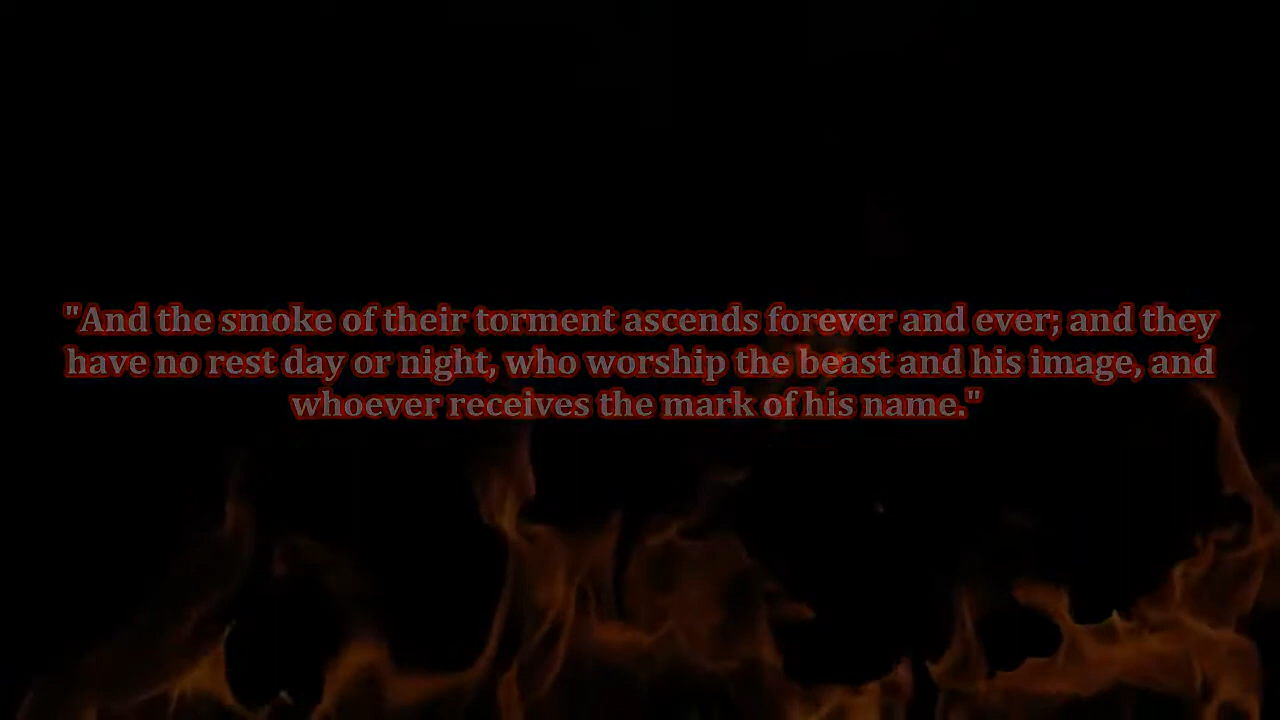 "And the smoke of their torment ascends forever and ever; and they
have no rest day or night, who worship the beast and his image, and
whoever receives the mark of his name."